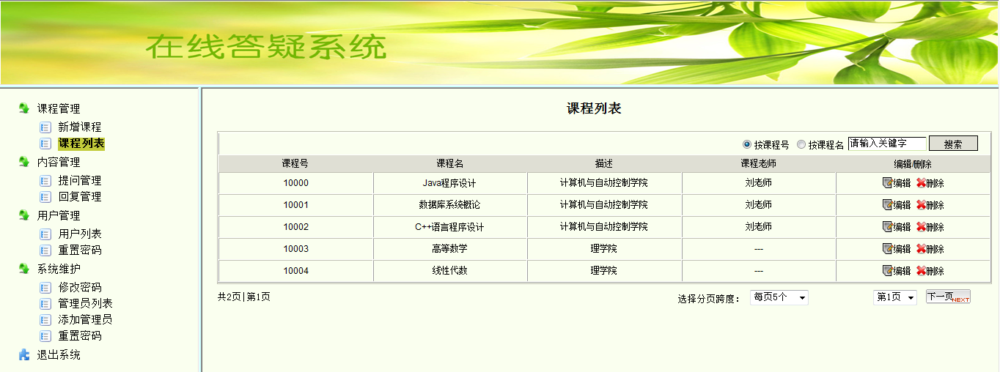 在线答疑系统
课程管理
新增课程
课程列表
内容管理
提问管理
回复管理
用户管理
用户列表
重置密码
系统维护
修改密码
管理员列表
添加管理员
重置密码
退出系统
课程列表
按课程号 按课程名 请输入关键字 搜索
课程号 课程名 描述 课程老师 编辑/删除
10000 Java程序设计 计算机与自动控制学院 刘老师 编辑 删除
10001 数据库系统概论 计算机与自动控制学院 刘老师 编辑 删除
10002 C++语言程序设计 计算机与自动控制学院 刘老师 编辑 删除
10003 高等数学 理学院 --- 编辑 删除
10004 线性代数 理学院 --- 编辑 删除
共2页|第1页 选择分页跨度： 每页5个 第1页 下一页NEXT